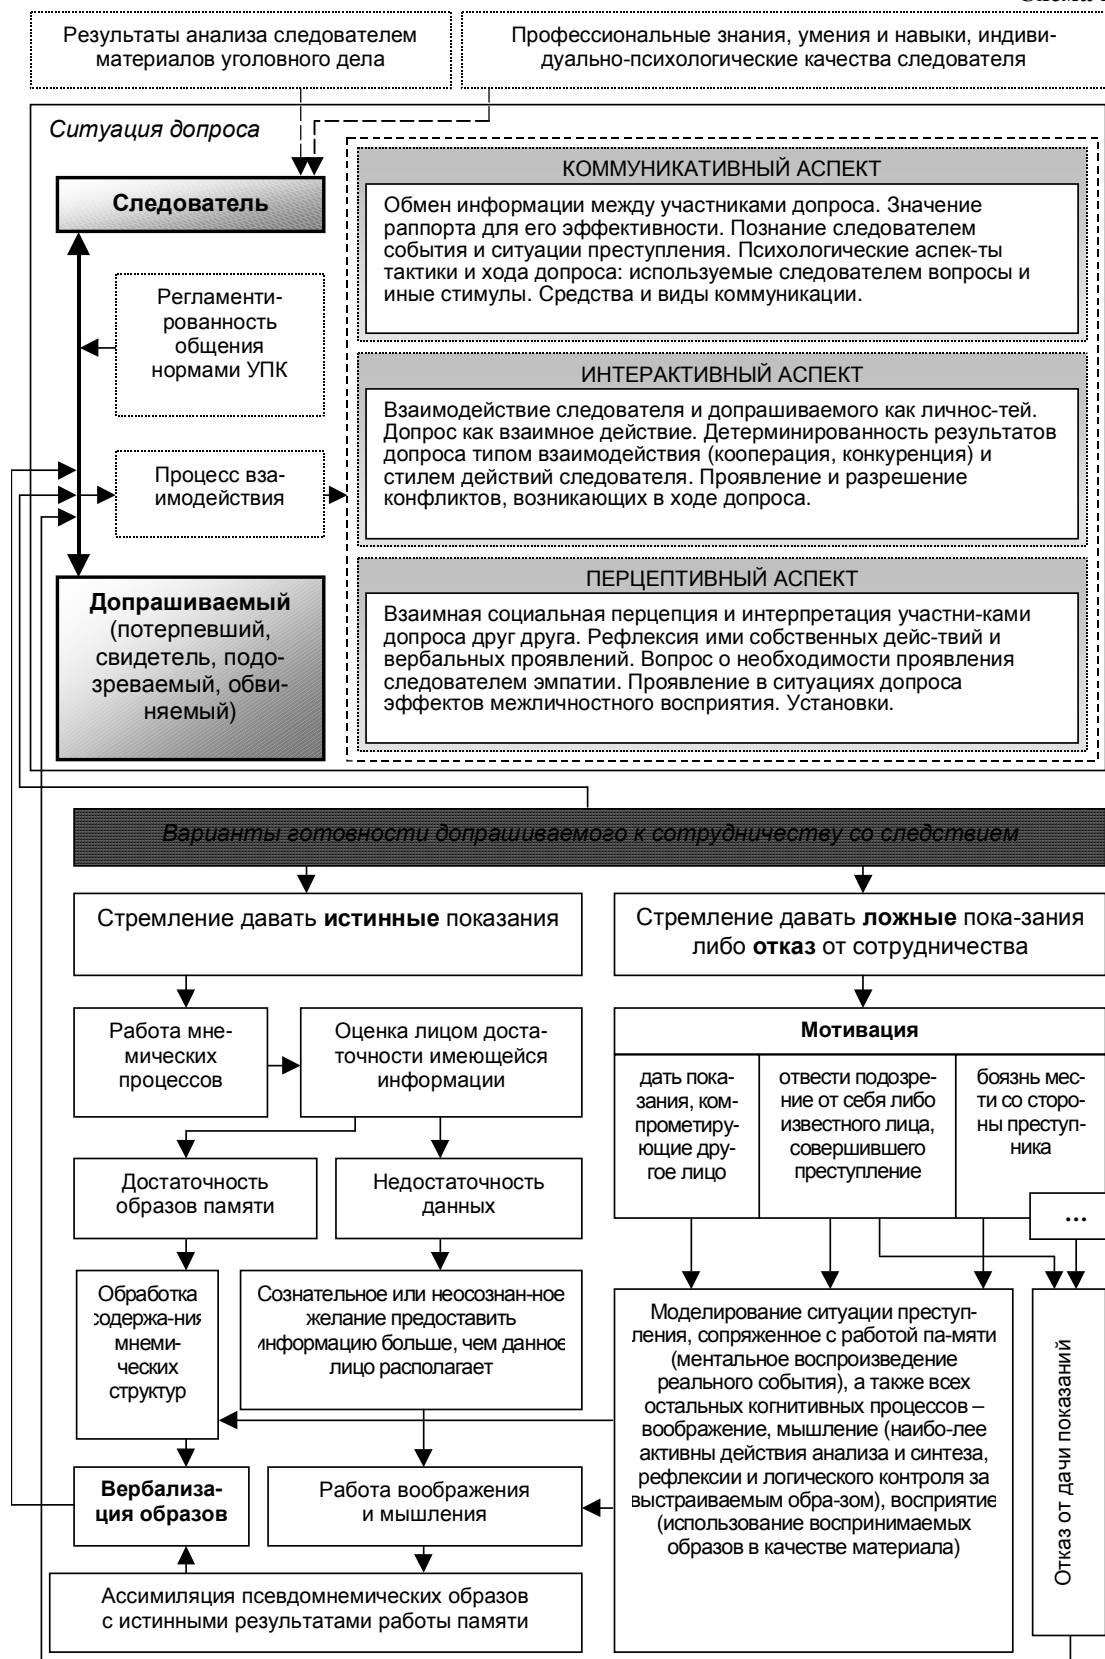 Результаты анализа следователем
материалов уголовного дела
Профессиональные знания, умения и навыки, индиви-
дуально-психологические качества следователя
Ситуация допроса
Следователь
Регламенти-
рованность
общения
нормами УПК
Процесс вза-
имодействия
Допрашиваемый
(потерпевший,
свидетель, подо-
зреваемый, обви-
няемый)
КОММУНИКАТИВНЫЙ АСПЕКТ
Обмен информации между участниками допроса. Значение
раппорта для его эффективности. Познание следователем
события и ситуации преступления. Психологические аспек-ты
тактики и хода допроса: используемые следователем вопросы и
иные стимулы. Средства и виды коммуникации.
ИНТЕРАКТИВНЫЙ АСПЕКТ
Взаимодействие следователя и допрашиваемого как личнос-тей.
Допрос как взаимное действие. Детерминированность результатов
допроса типом взаимодействия (кооперация, конкуренция) и
стилем действий следователя. Проявление и разрешение
конфликтов, возникающих в ходе допроса.
ПЕРЦЕПТИВНЫЙ АСПЕКТ
Взаимная социальная перцепция и интерпретация участни-ками
допроса друг друга. Рефлексия ими собственных дейс-твий и
вербальных проявлений. Вопрос о необходимости проявления
следователем эмпатии. Проявление в ситуациях допроса
эффектов межличностного восприятия. Установки.
Варианты готовности допрашиваемого к сотрудничеству со следствием
Стремление давать истинные показания
Стремление давать ложные пока-зания
либо отказ от сотрудничества
Работа мне-
мических
процессов
Оценка лицом доста-
точности имеющейся
информации
Мотивация
дать пока-
зания, ком-
прометиру-
ющие дру-
гое лицо
отвести подозре-
ние от себя либо
известного лица,
совершившего
преступление
боязнь мес-
ти со сторо-
ны преступ-
ника
...
Достаточность
образов памяти
Недостаточность
данных
Обработка
содержа-ния
мнеми-
ческих
структур
Сознательное или неосознан-ное
желание предоставить
информацию больше, чем данное
лицо располагает
Моделирование ситуации преступ-
ления, сопряженное с работой па-мяти
(ментальное воспроизведение
реального события), а также всех
остальных когнитивных процессов –
воображение, мышление (наибо-лее
активны действия анализа и синтеза,
рефлексии и логического контроля за
выстраиваемым обра-зом), восприятие
(использование воспринимаемых
образов в качестве материала)
Отказ от дачи показаний
Вербализа-
ция образов
Работа воображения
и мышления
Ассимиляция псевдомнемических образов
с истинными результатами работы памяти